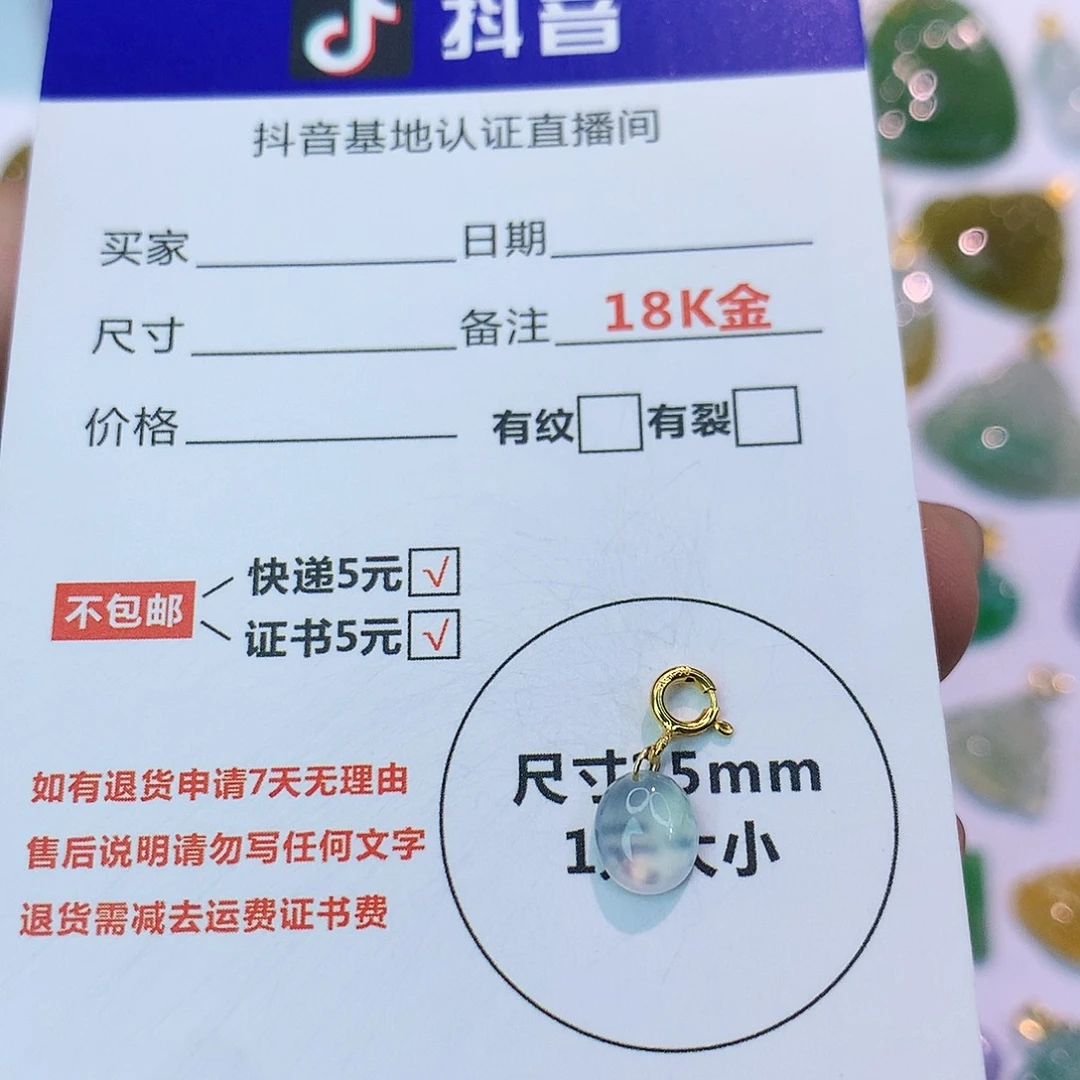 抖音
抖音基地认证直播间
买家 日期
尺寸 备注 18K金
价格 有纹 有裂
不包邮
快递5元 √
证书5元 √
如有退货申请7天无理由
售后说明请勿写任何文字
退货需减去运费证书费
尺寸 5mm
1 大小